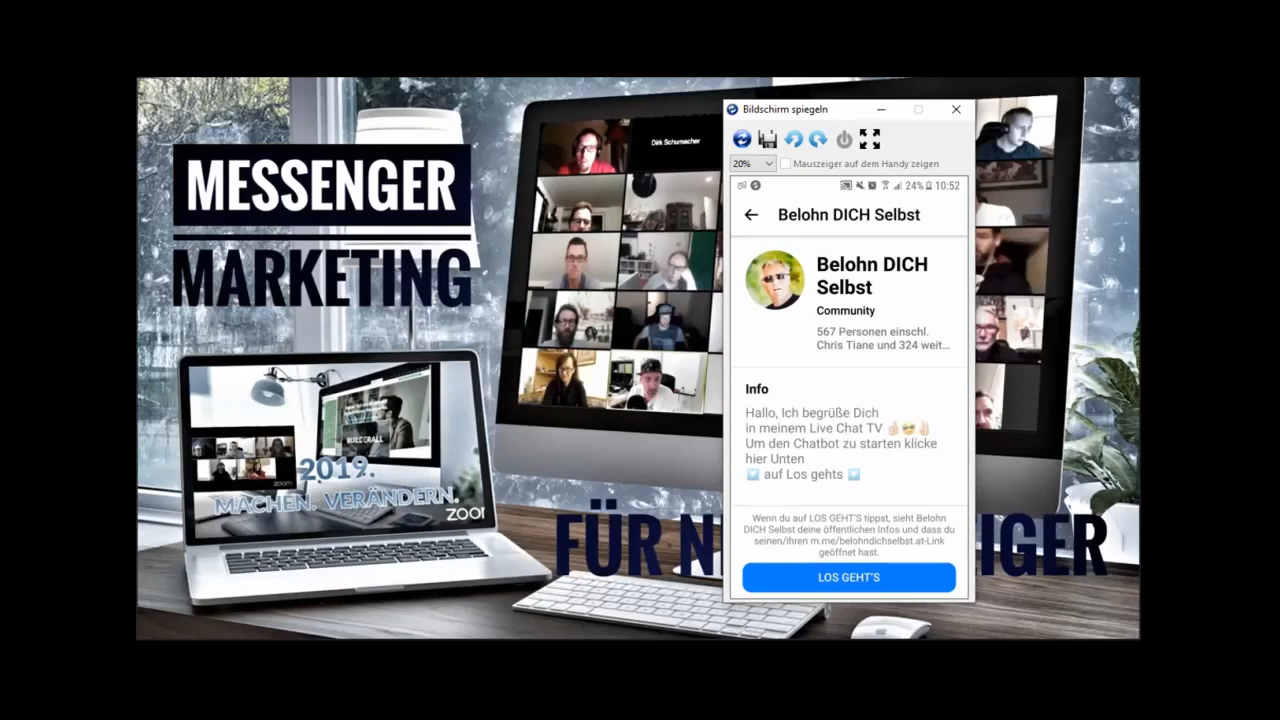 MESSENGER
MARKETING
BUILDERALL
2019.
MACHEN. VERÄNDERN.
zoom
ZOOM
Dirk Schumacher
FÜR N
IGER
Bildschirm spiegeln
20%
Mauszeiger auf dem Handy zeigen
24% 10:52
Belohn DICH Selbst
Belohn DICH
Selbst
Community
567 Personen einschl.
Chris Tiane und 324 weit...
Info
Hallo, Ich begrüße Dich
in meinem Live Chat TV 👌🏻😎✌🏻
Um den Chatbot zu starten klicke
hier Unten
🔽 auf Los gehts 🔽
Wenn du auf LOS GEHT'S tippst, sieht Belohn
DICH Selbst deine öffentlichen Infos und dass du
seinen/ihren m.me/belohndichselbst.at-Link
geöffnet hast.
LOS GEHT'S